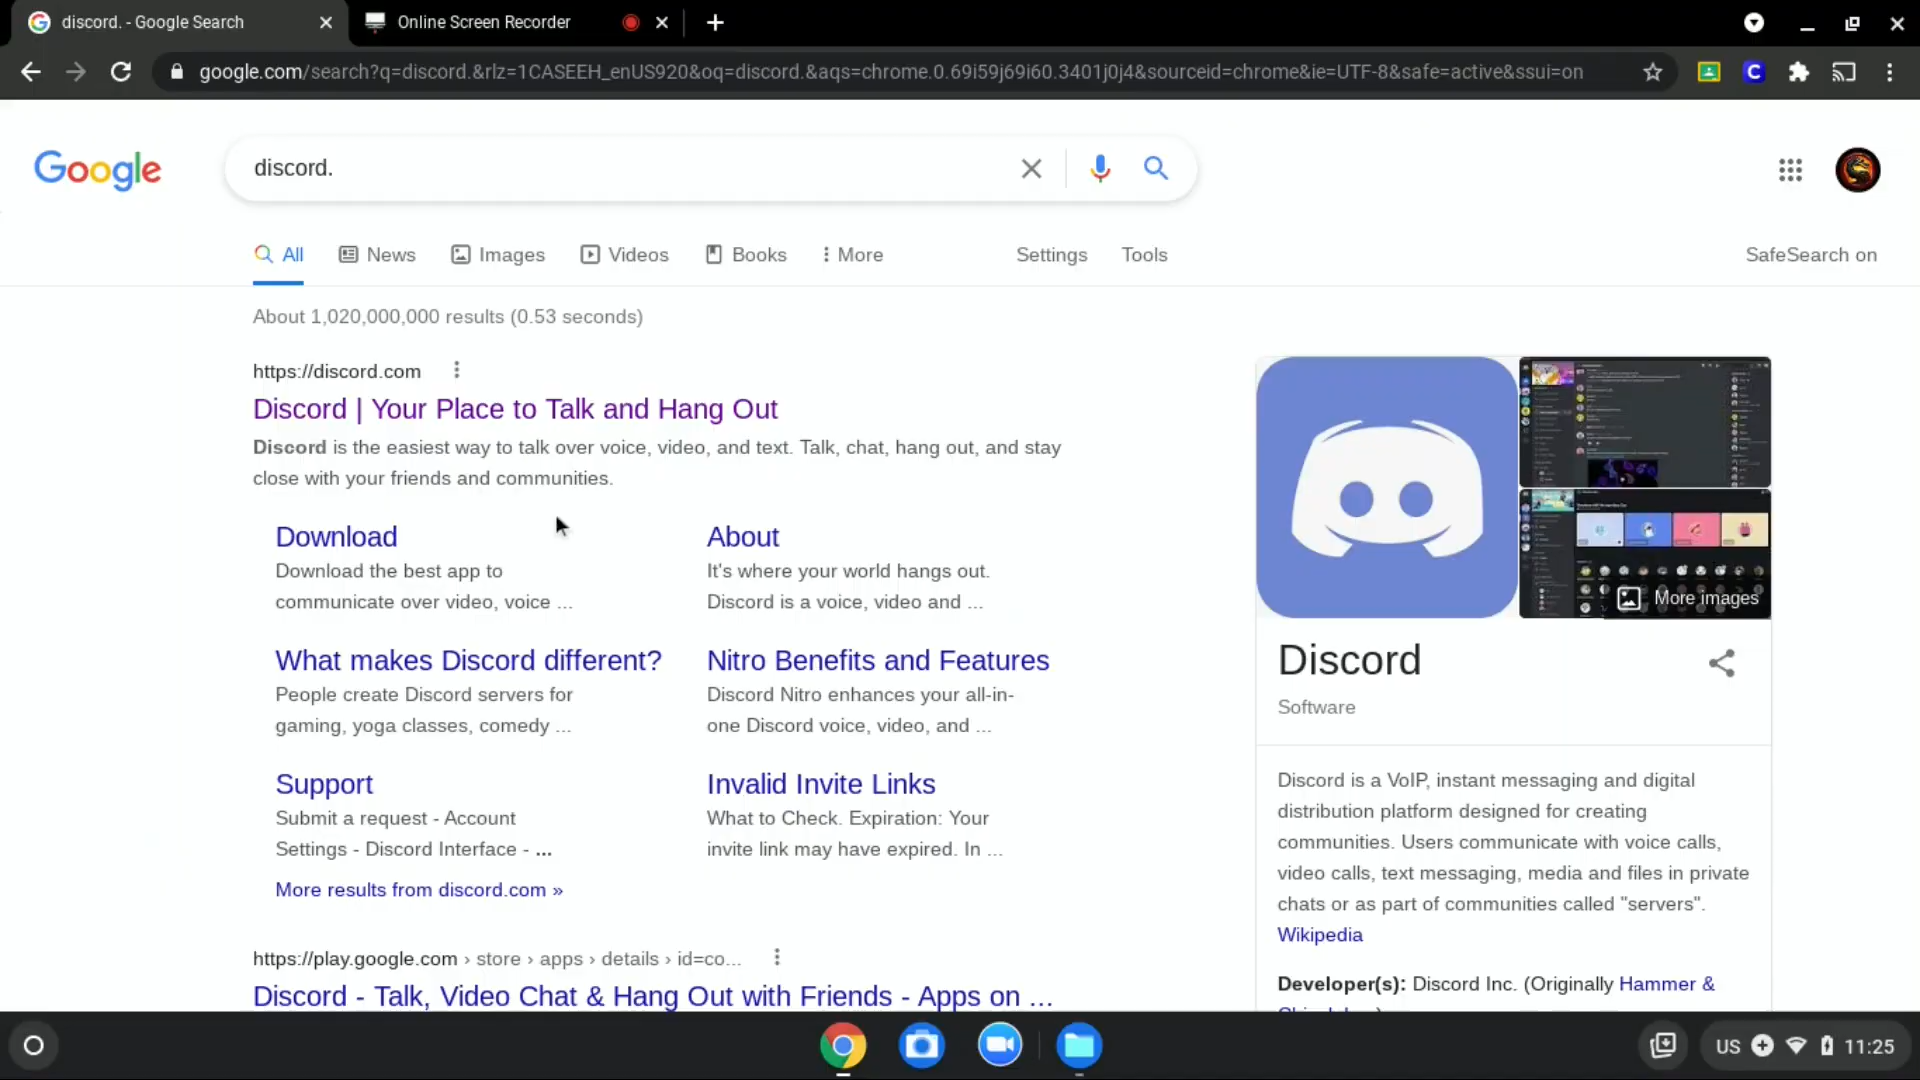 discord. - Google Search
Online Screen Recorder
google.com/search?q=discord.&rlz=1CASEEH_enUS920&oq=discord.&aqs=chrome.0.69i59j69i60.3401j0j4&sourceid=chrome&ie=UTF-8&safe=active&ssui=on
Google
discord.
All
News
Images
Videos
Books
More
Settings
Tools
SafeSearch on
About 1,020,000,000 results (0.53 seconds)
https://discord.com
Discord | Your Place to Talk and Hang Out
Discord is the easiest way to talk over voice, video, and text. Talk, chat, hang out, and stay
close with your friends and communities.
Download
Download the best app to
communicate over video, voice ...
About
It's where your world hangs out.
Discord is a voice, video and ...
What makes Discord different?
People create Discord servers for
gaming, yoga classes, comedy ...
Nitro Benefits and Features
Discord Nitro enhances your all-in-
one Discord voice, video, and ...
Support
Submit a request - Account
Settings - Discord Interface - ...
Invalid Invite Links
What to Check. Expiration: Your
invite link may have expired. In ...
More results from discord.com »
https://play.google.com › store › apps › details › id=co...
Discord - Talk, Video Chat & Hang Out with Friends - Apps on ...
More images
Discord
Software
Discord is a VoIP, instant messaging and digital
distribution platform designed for creating
communities. Users communicate with voice calls,
video calls, text messaging, media and files in private
chats or as part of communities called "servers".
Wikipedia
Developer(s): Discord Inc. (Originally Hammer &
US
11:25